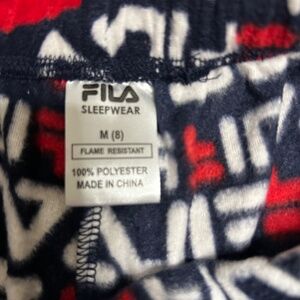 FILA
SLEEPWEAR
M (8)
FLAME RESISTANT
100% POLYESTER
MADE IN CHINA